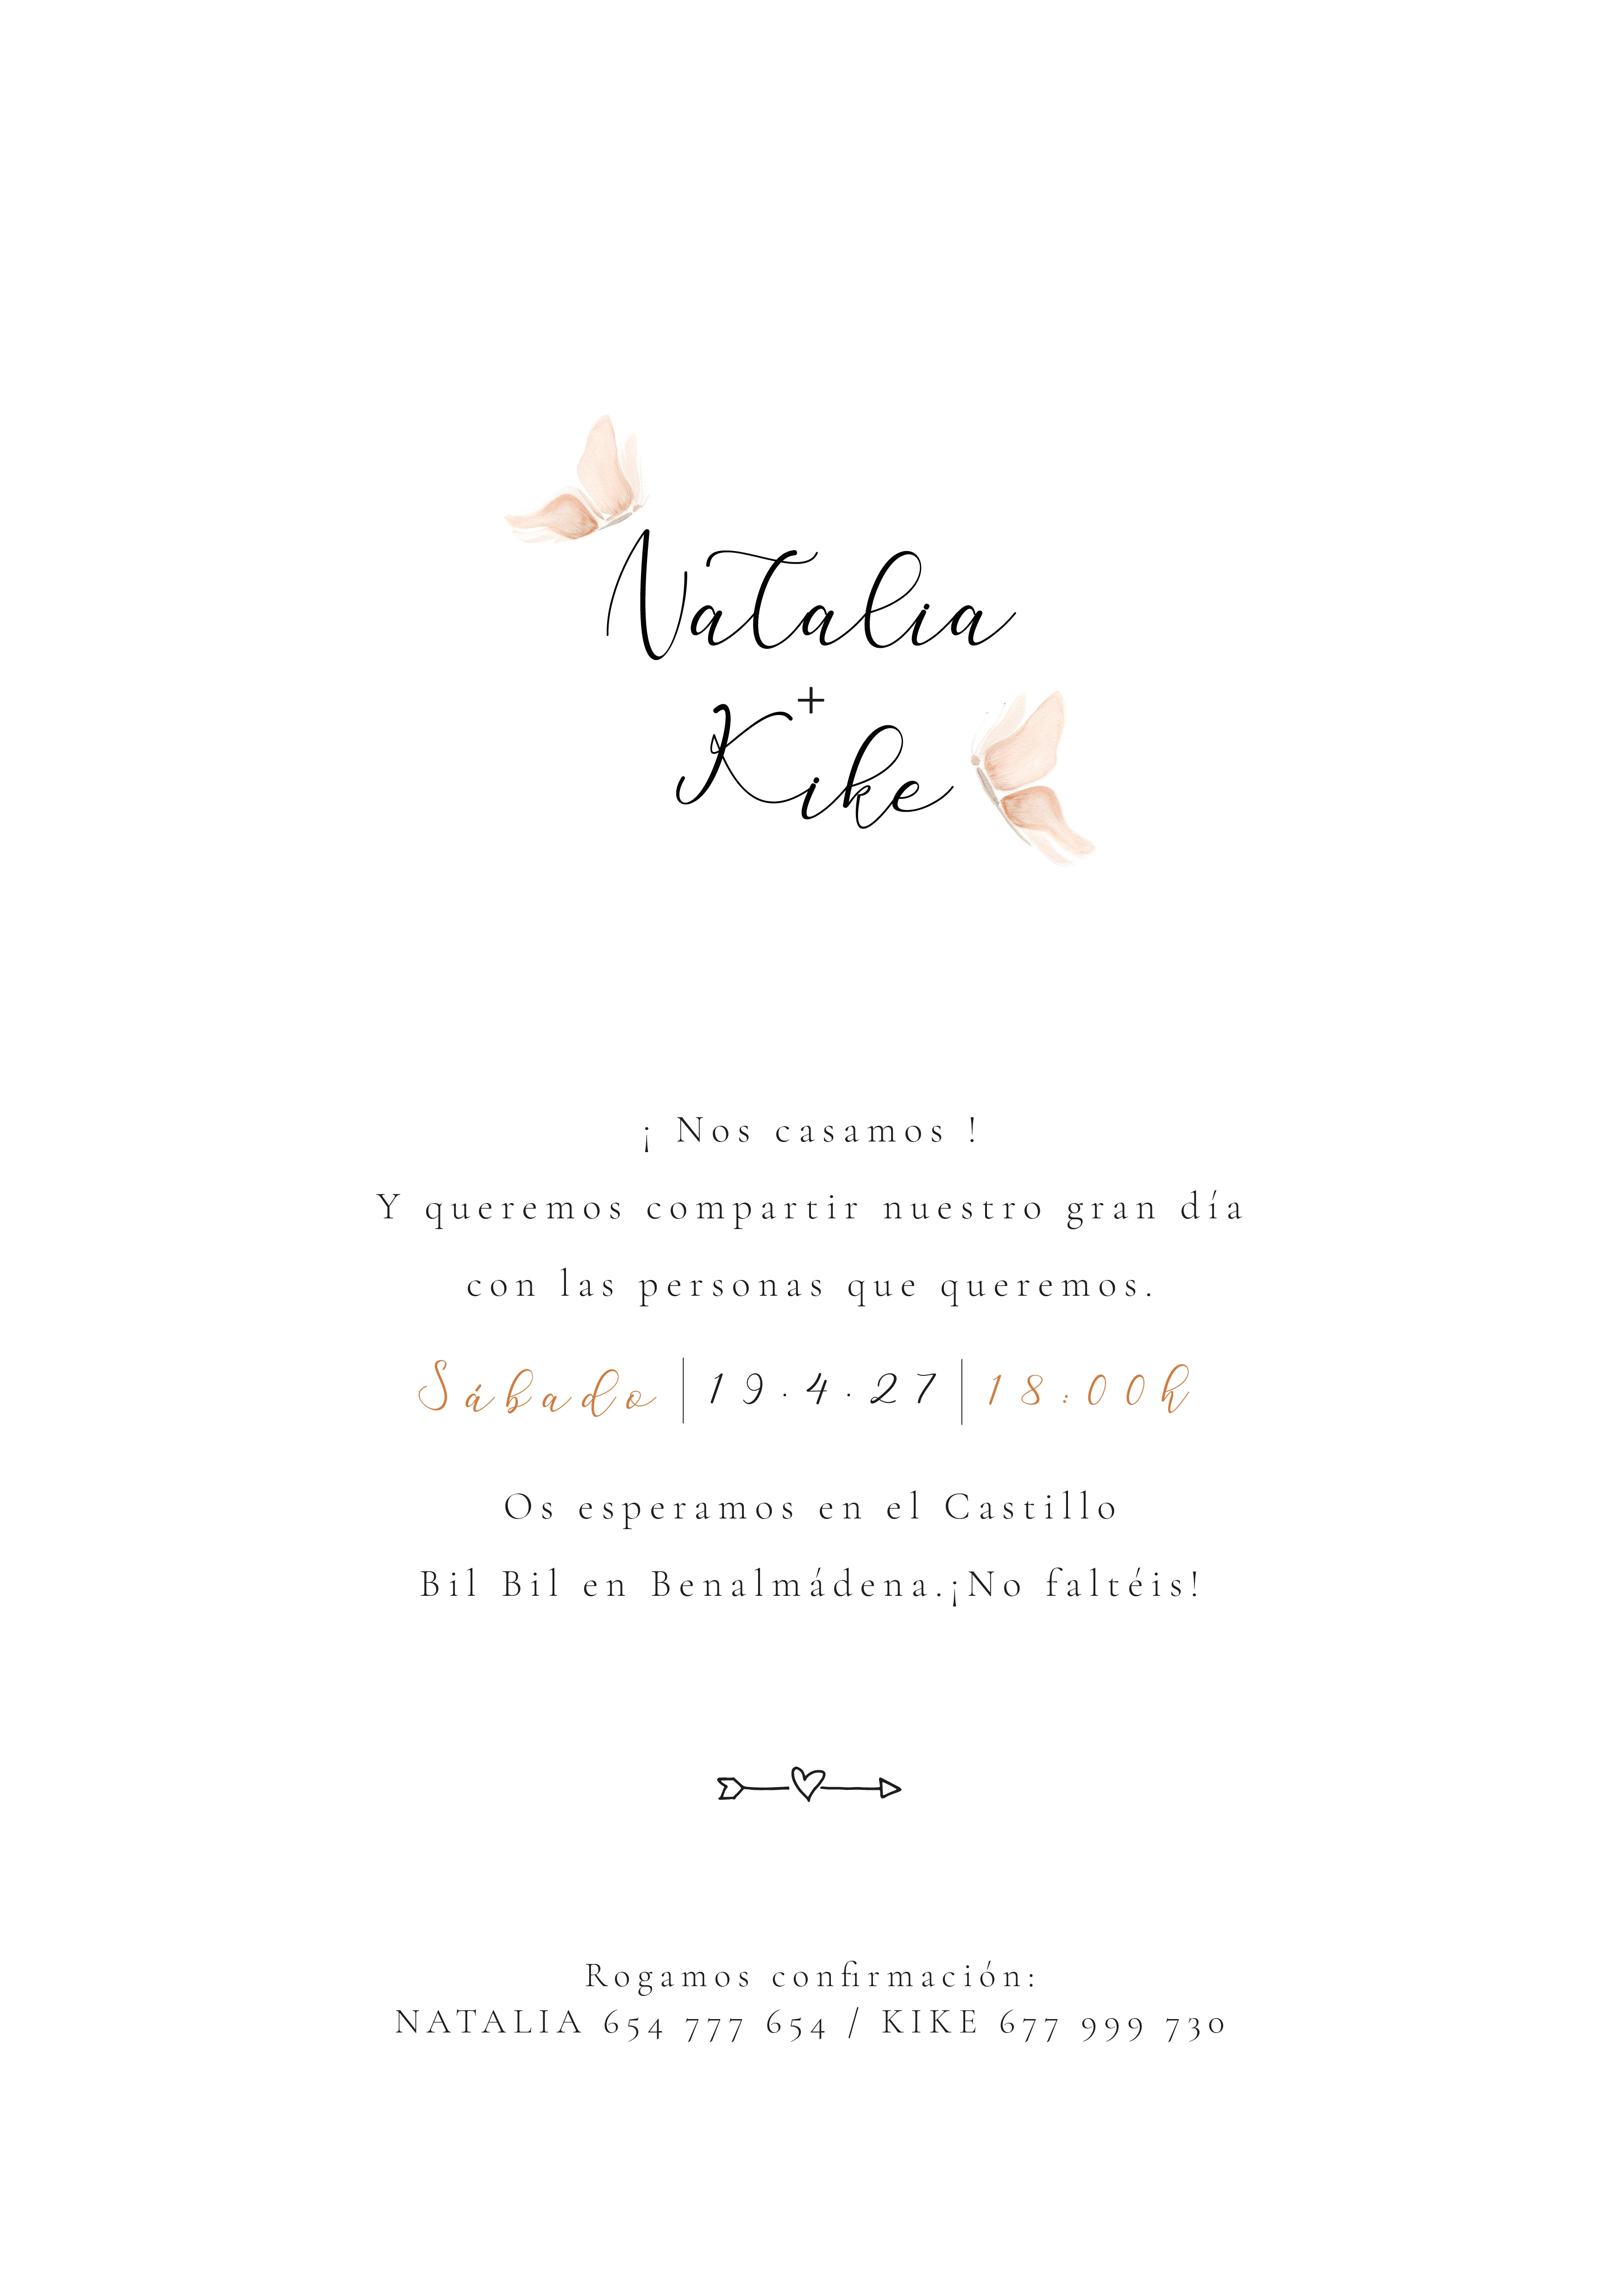 Natalia
+
Kike
¡ Nos casamos !
Y queremos compartir nuestro gran día
con las personas que queremos.
Sábado | 19.4.27 | 18:00h
Os esperamos en el Castillo
Bil Bil en Benalmádena.¡No faltéis!
Rogamos confirmación:
NATALIA 654 777 654 / KIKE 677 999 730